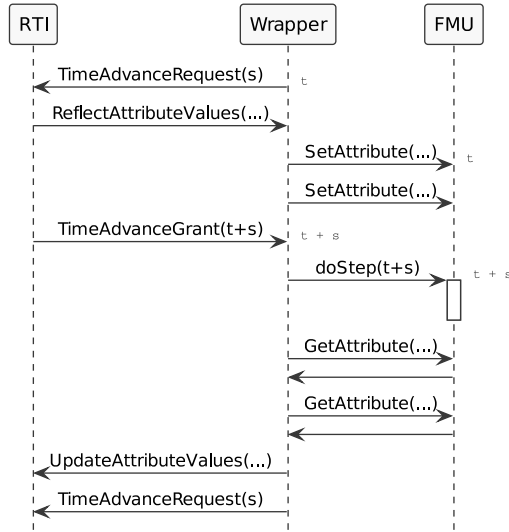 RTI
Wrapper
FMU
TimeAdvanceRequest(s)
t
ReflectAttributeValues(...)
SetAttribute(...)
t
SetAttribute(...)
TimeAdvanceGrant(t+s)
t + s
doStep(t+s)
t + s
GetAttribute(...)
GetAttribute(...)
UpdateAttributeValues(...)
TimeAdvanceRequest(s)